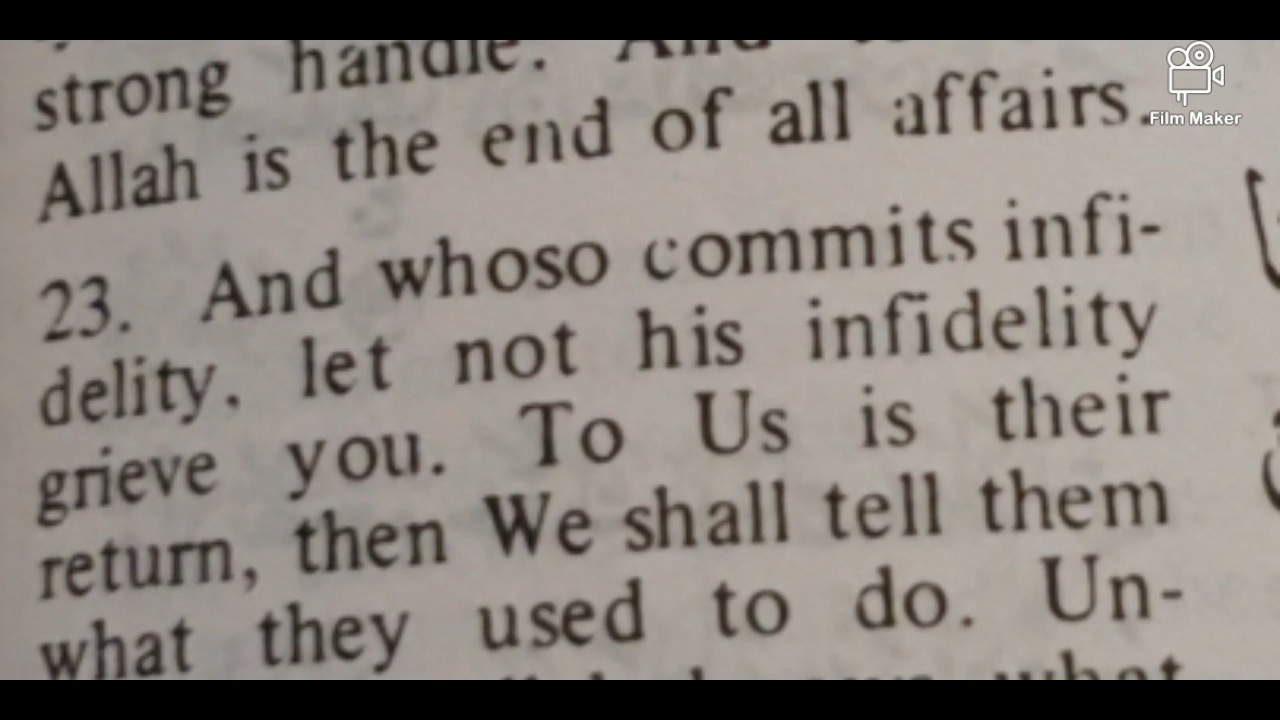 strong handle. And
Allah is the end of all affairs.
23. And whoso commits infi-
delity, let not his infidelity
grieve you. To Us is their
return, then We shall tell them
what they used to do. Un-
what
Film Maker